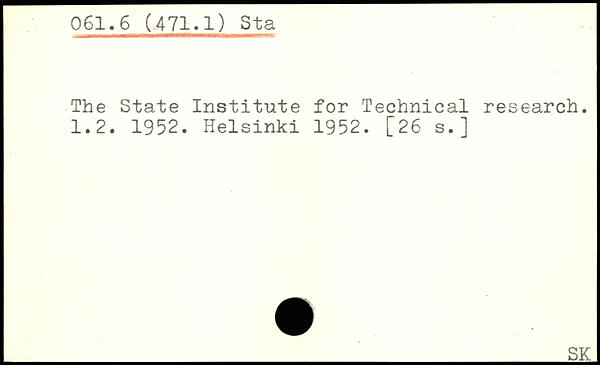 061.6 (471.1) Sta
The State Institute for Technical research.
1.2. 1952. Helsinki 1952. [26 s.]
SK